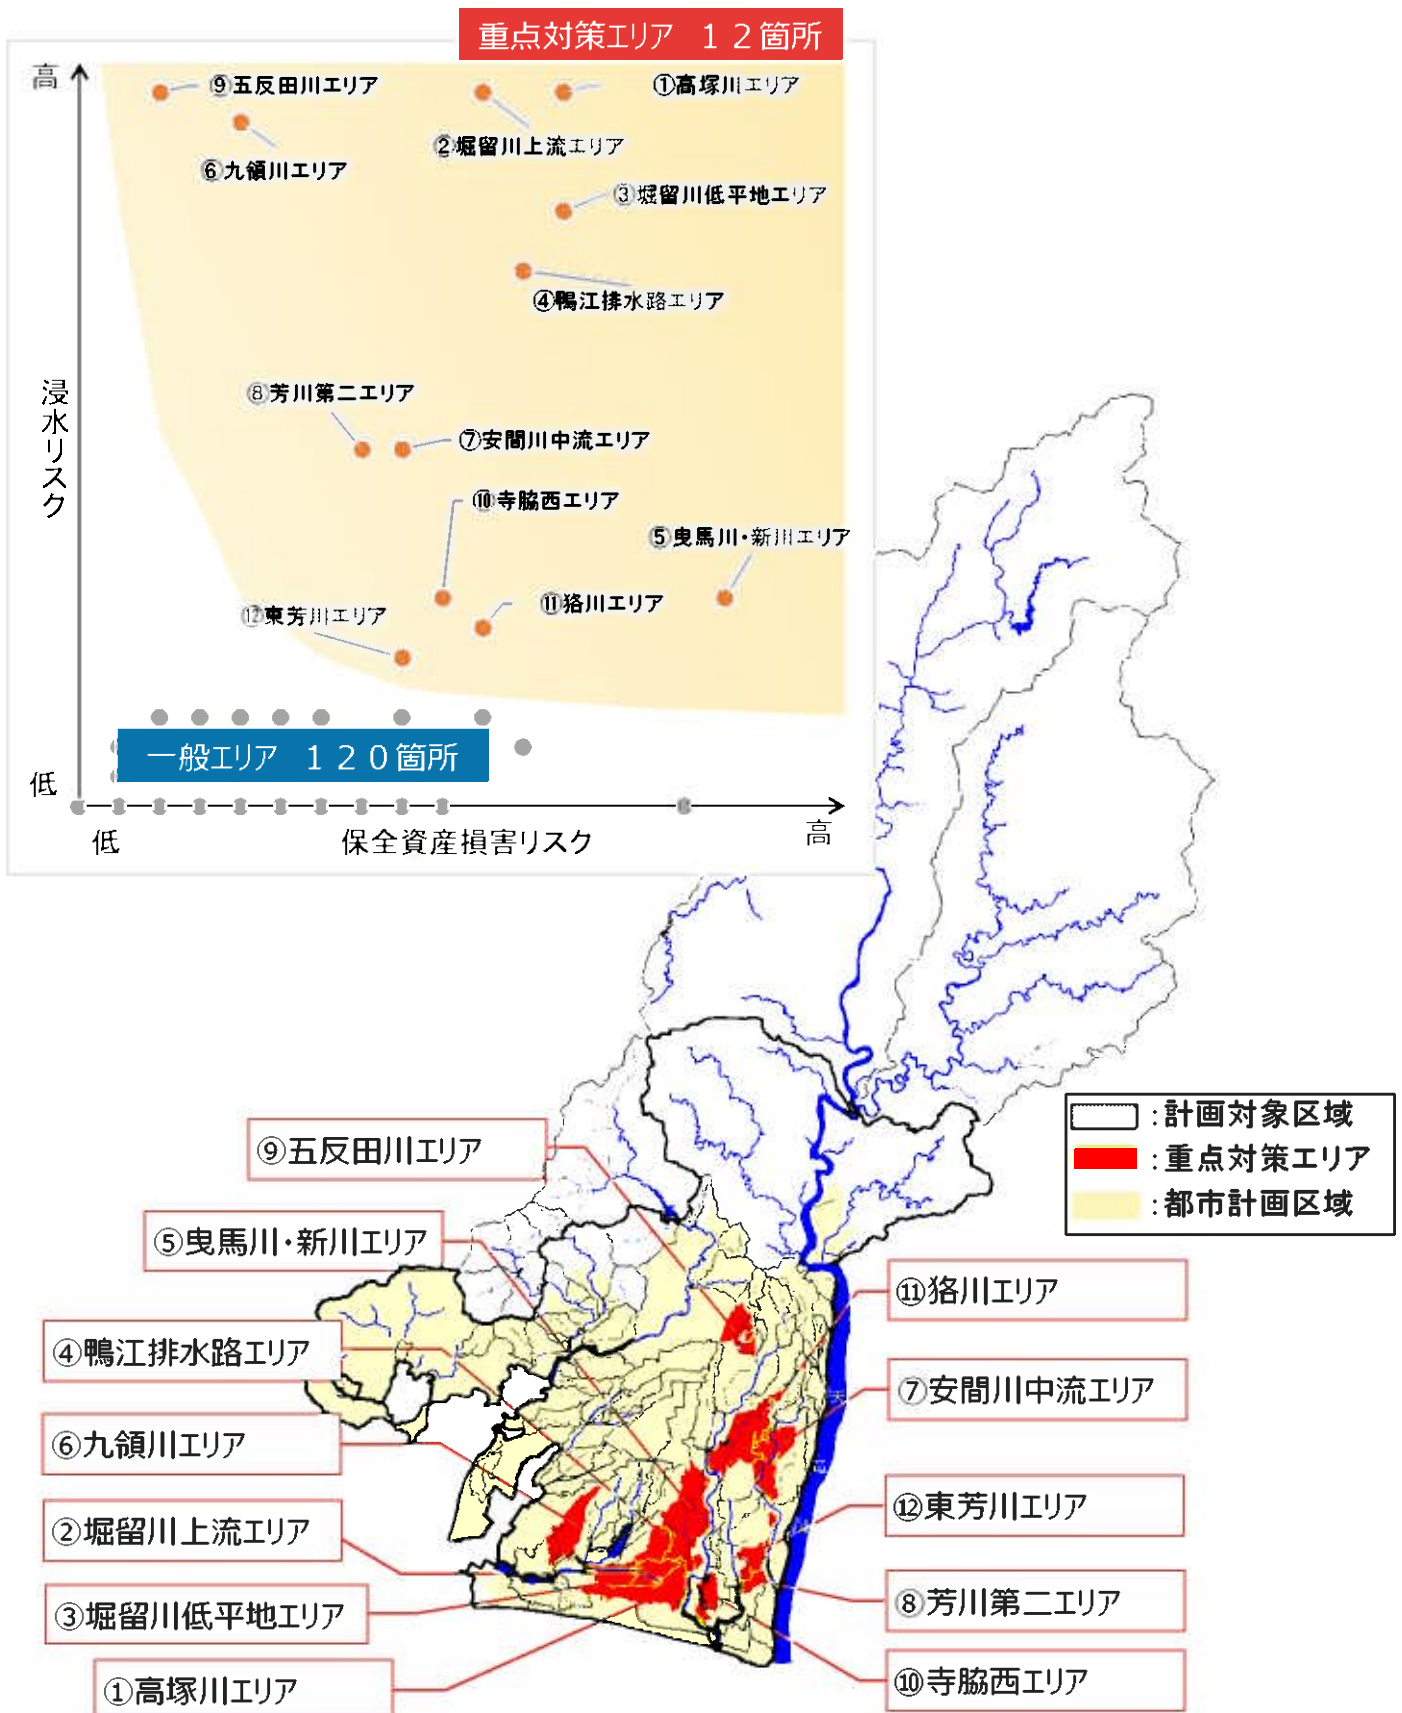 重点対策エリア １２箇所
高
⑨五反田川エリア
①高塚川エリア
②堀留川上流エリア
⑥九領川エリア
③堀留川低平地エリア
④鴨江排水路エリア
浸水リスク
⑧芳川第二エリア
⑦安間川中流エリア
⑩寺脇西エリア
⑤曳馬川・新川エリア
⑪狢川エリア
⑫東芳川エリア
一般エリア １２０箇所
低
低
保全資産損害リスク
高
：計画対象区域
：重点対策エリア
：都市計画区域
⑨五反田川エリア
⑤曳馬川・新川エリア
④鴨江排水路エリア
⑥九領川エリア
②堀留川上流エリア
③堀留川低平地エリア
①高塚川エリア
⑪狢川エリア
⑦安間川中流エリア
⑫東芳川エリア
⑧芳川第二エリア
⑩寺脇西エリア
天